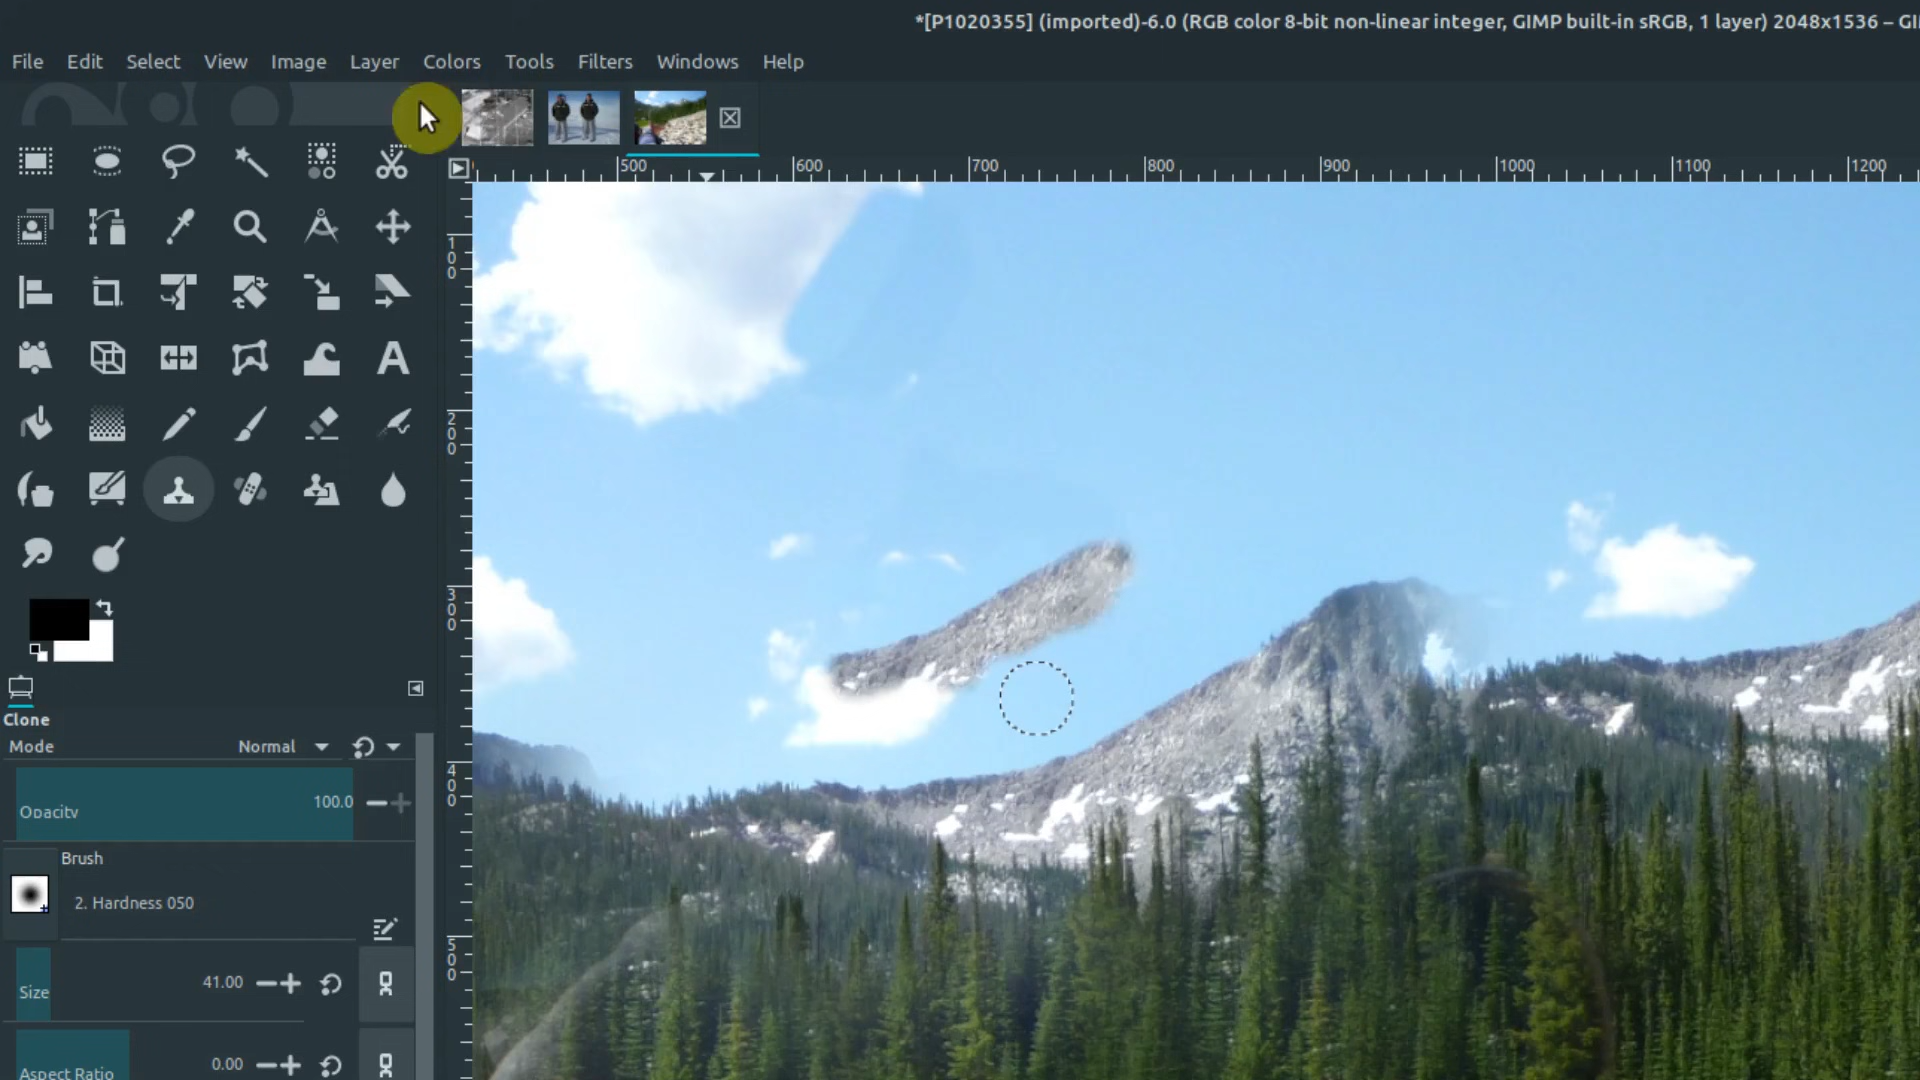 *[P1020355] (imported)-6.0 (RGB color 8-bit non-linear integer, GIMP built-in sRGB, 1 layer) 2048x1536 – GI
File Edit Select View Image Layer Colors Tools Filters Windows Help
500 600 700 800 900 1000 1100 1200
100
200
300
400
500
Clone
Mode Normal
Opacity 100.0
Brush
2. Hardness 050
Size 41.00
Aspect Ratio 0.00